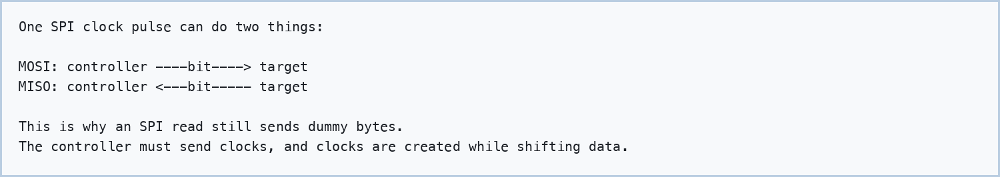 One SPI clock pulse can do two things:
MOSI: controller ----bit----> target
MISO: controller <---bit----- target
This is why an SPI read still sends dummy bytes.
The controller must send clocks, and clocks are created while shifting data.